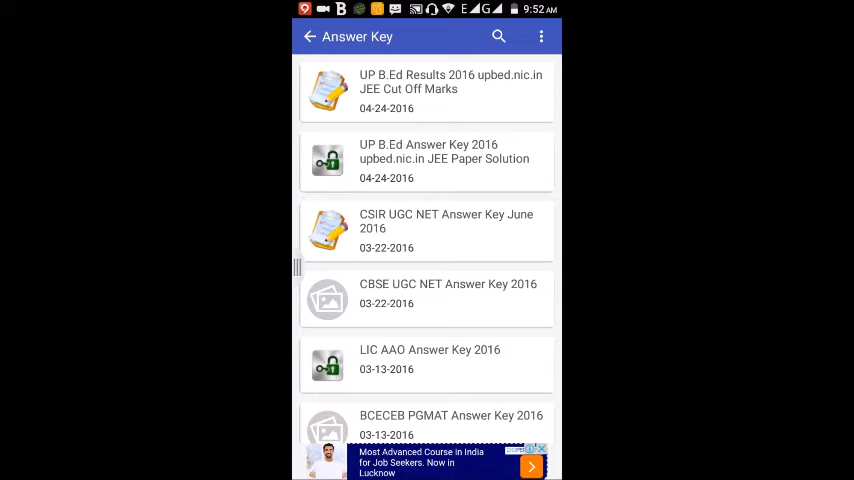 E G 9:52 AM
Answer Key
UP B.Ed Results 2016 upbed.nic.in
JEE Cut Off Marks
04-24-2016
UP B.Ed Answer Key 2016
upbed.nic.in JEE Paper Solution
04-24-2016
CSIR UGC NET Answer Key June
2016
03-22-2016
CBSE UGC NET Answer Key 2016
03-22-2016
LIC AAO Answer Key 2016
03-13-2016
BCECEB PGMAT Answer Key 2016
03-13-2016
Most Advanced Course in India
for Job Seekers. Now in
Lucknow